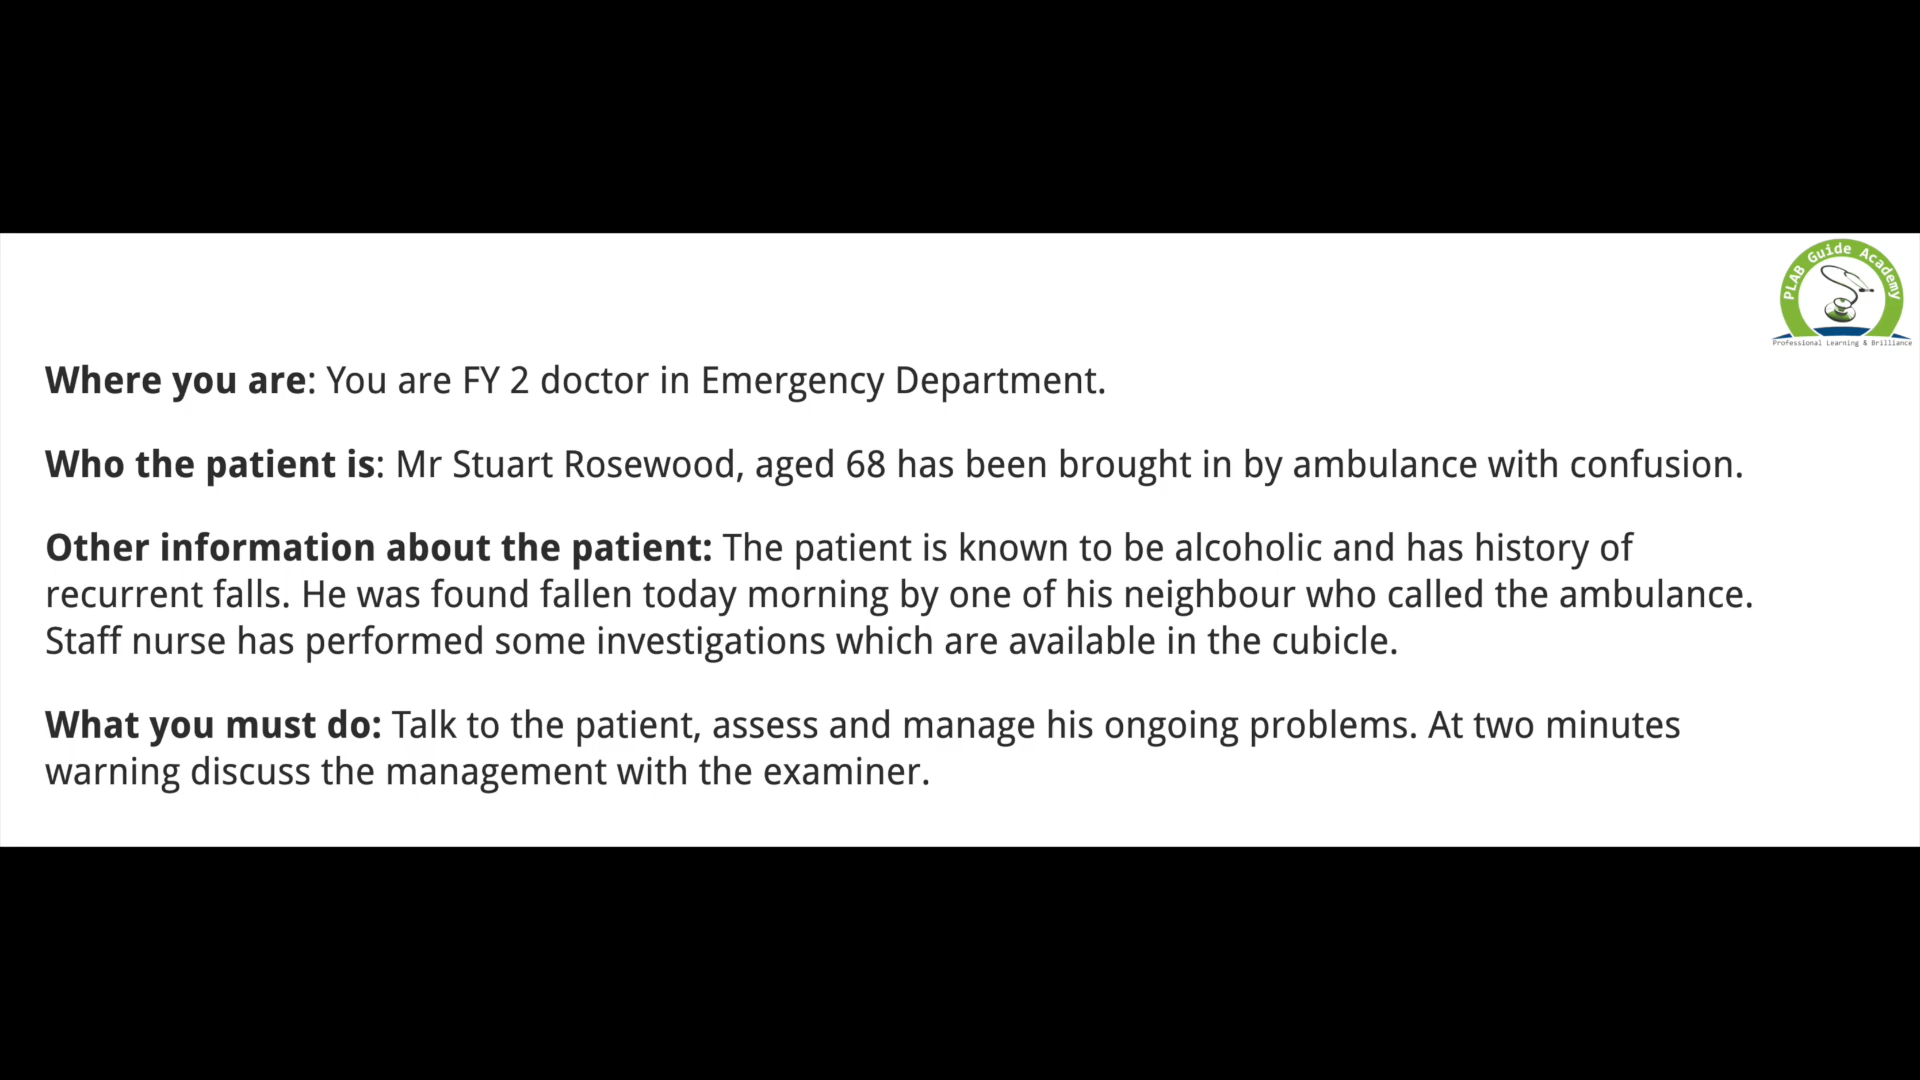 PLAB Guide Academy
Professional Learning & Brilliance
Where you are: You are FY 2 doctor in Emergency Department.
Who the patient is: Mr Stuart Rosewood, aged 68 has been brought in by ambulance with confusion.
Other information about the patient: The patient is known to be alcoholic and has history of
recurrent falls. He was found fallen today morning by one of his neighbour who called the ambulance.
Staff nurse has performed some investigations which are available in the cubicle.
What you must do: Talk to the patient, assess and manage his ongoing problems. At two minutes
warning discuss the management with the examiner.